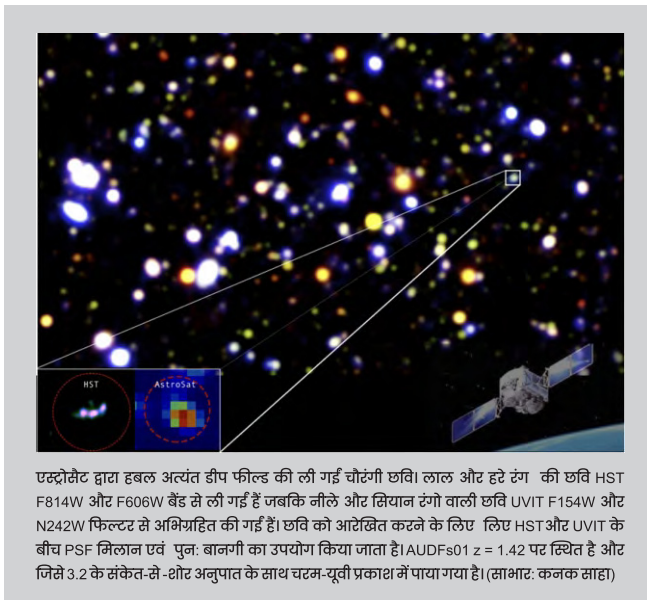 HST
AstroSat
एस्ट्रोसैट द्वारा हबल अत्यंत डीप फील्ड की ली गईं चौरंगी छवि। लाल और हरे रंग की छवि HST
F814W और F606W बैंड से ली गईं हैं जबकि नीले और सियान रंगो वाली छवि UVIT F154W और
N242W फिल्टर से अभिग्रहित की गईं हैं। छवि को आरेखित करने के लिए लिए HST और UVIT के
बीच PSF मिलान एवं पुन: बानगी का उपयोग किया जाता है। AUDFs01 z = 1.42 पर स्थित है और
जिसे 3.2 के संकेत-से -शोर अनुपात के साथ चरम-यूवी प्रकाश में पाया गया है। (साभार: कनक साहा)